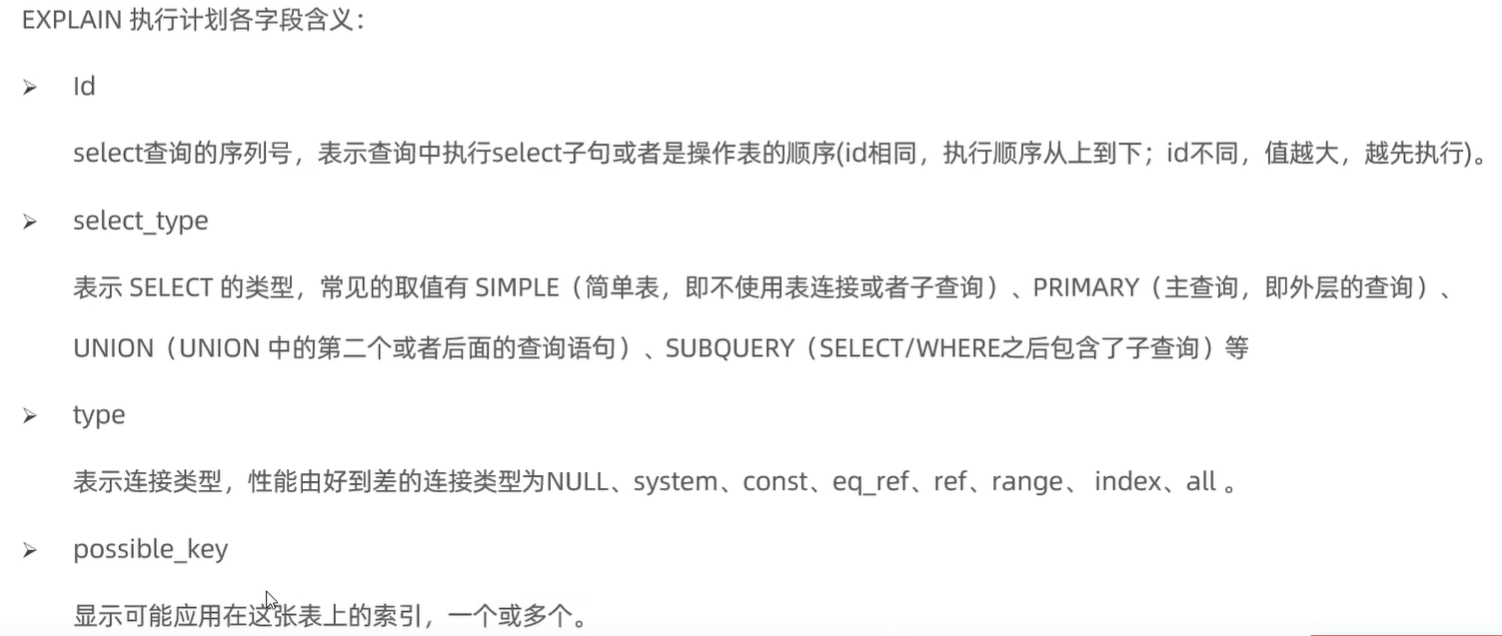 EXPLAIN 执行计划各字段含义：
➢ Id
select查询的序列号，表示查询中执行select子句或者是操作表的顺序(id相同，执行顺序从上到下；id不同，值越大，越先执行)。
➢ select_type
表示 SELECT 的类型，常见的取值有 SIMPLE（简单表，即不使用表连接或者子查询）、PRIMARY（主查询，即外层的查询）、
UNION（UNION 中的第二个或者后面的查询语句）、SUBQUERY（SELECT/WHERE之后包含了子查询）等
➢ type
表示连接类型，性能由好到差的连接类型为NULL、system、const、eq_ref、ref、range、 index、all 。
➢ possible_key
显示可能应用在这张表上的索引，一个或多个。